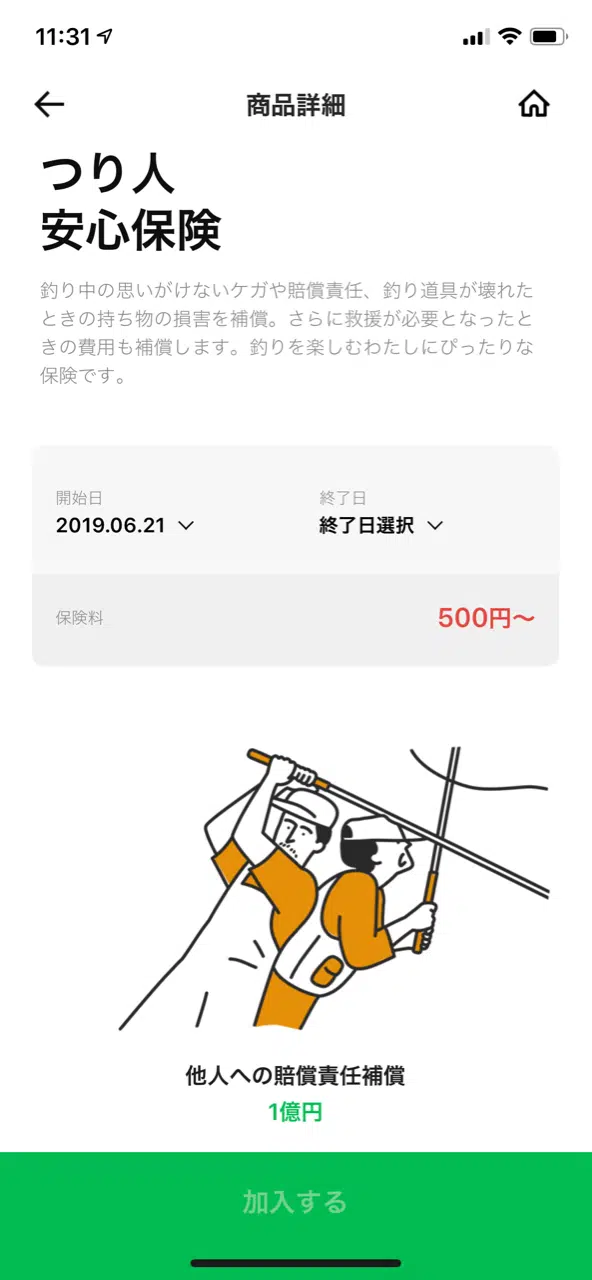 11:31
商品詳細
つり人
安心保険
釣り中の思いがけないケガや賠償責任、釣り道具が壊れた
ときの持ち物の損害を補償。さらに救援が必要となったと
きの費用も補償します。釣りを楽しむわたしにぴったりな
保険です。
開始日
終了日
2019.06.21
終了日選択
保険料
500円〜
他人への賠償責任補償
1億円
加入する